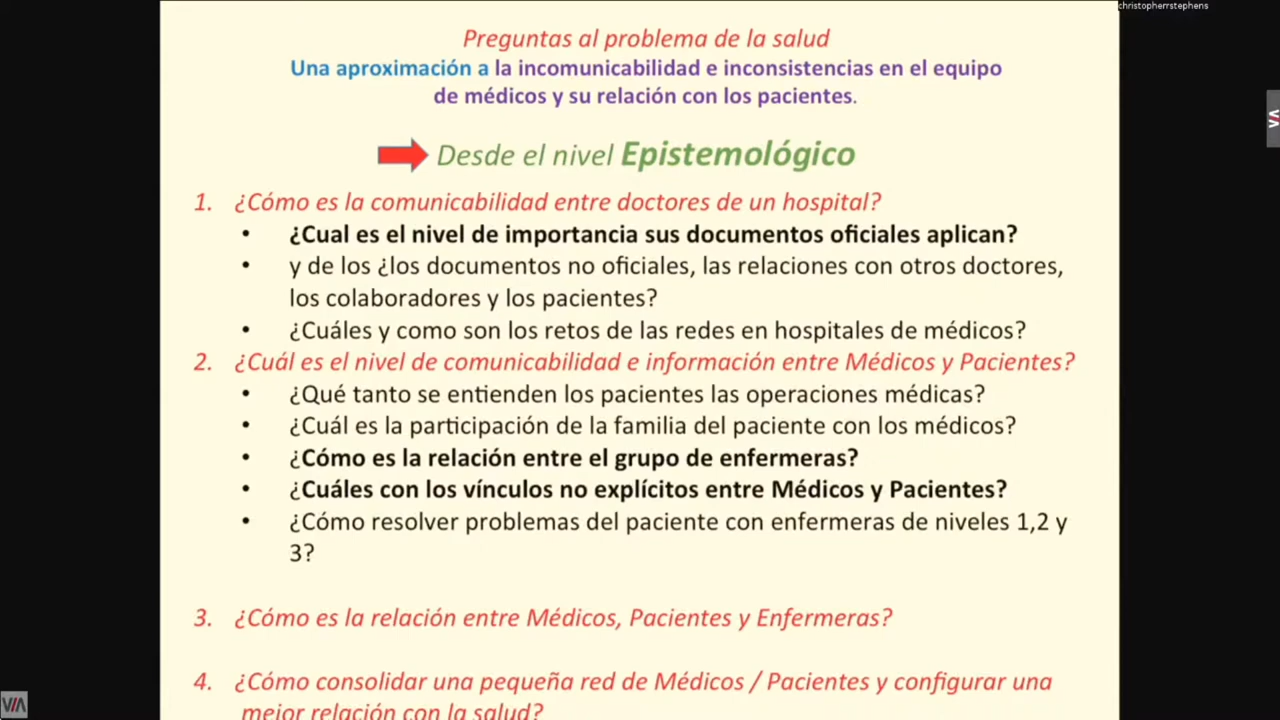 christopherrstephens
Preguntas al problema de la salud
Una aproximación a la incomunicabilidad e inconsistencias en el equipo
de médicos y su relación con los pacientes.
Desde el nivel Epistemológico
1. ¿Cómo es la comunicabilidad entre doctores de un hospital?
• ¿Cual es el nivel de importancia sus documentos oficiales aplican?
• y de los ¿los documentos no oficiales, las relaciones con otros doctores,
los colaboradores y los pacientes?
• ¿Cuáles y como son los retos de las redes en hospitales de médicos?
2. ¿Cuál es el nivel de comunicabilidad e información entre Médicos y Pacientes?
• ¿Qué tanto se entienden los pacientes las operaciones médicas?
• ¿Cuál es la participación de la familia del paciente con los médicos?
• ¿Cómo es la relación entre el grupo de enfermeras?
• ¿Cuáles con los vínculos no explícitos entre Médicos y Pacientes?
• ¿Cómo resolver problemas del paciente con enfermeras de niveles 1,2 y
3?
3. ¿Cómo es la relación entre Médicos, Pacientes y Enfermeras?
4. ¿Cómo consolidar una pequeña red de Médicos / Pacientes y configurar una
mejor relación con la salud?
VIA